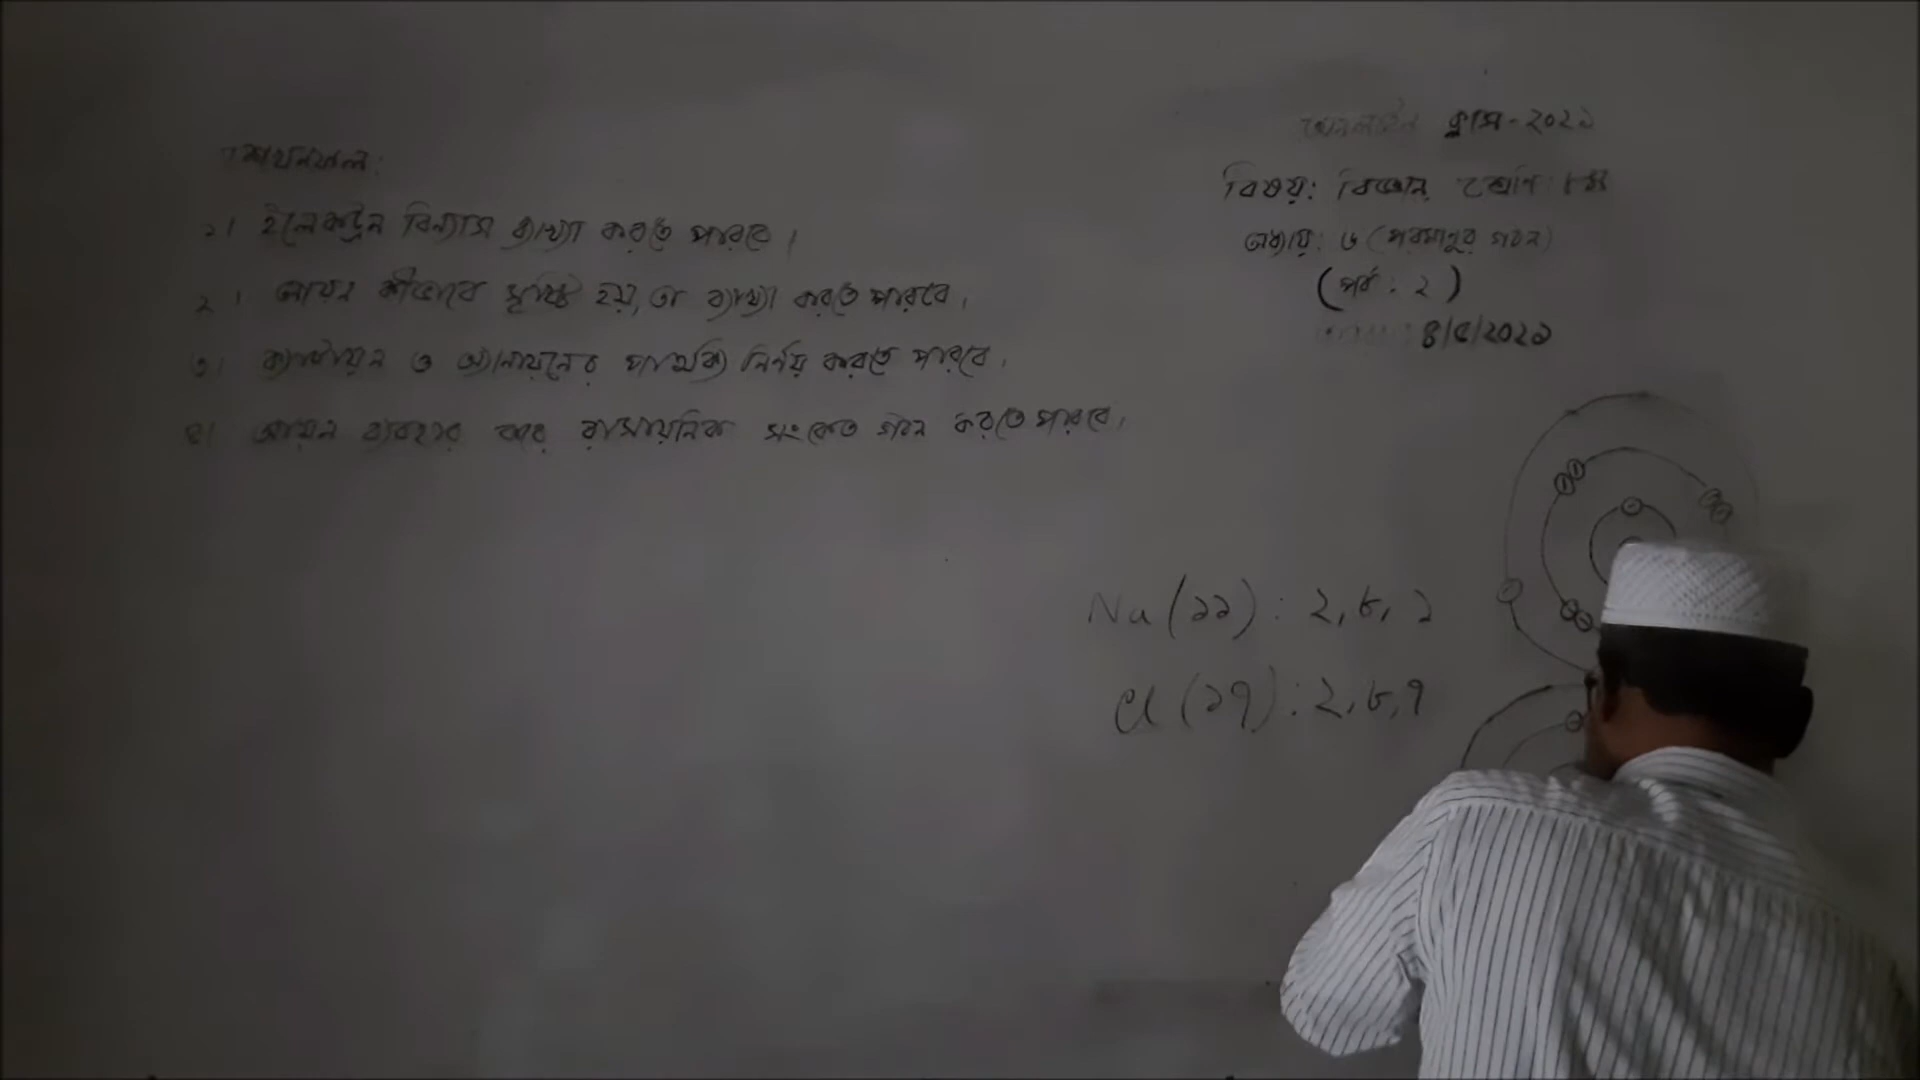 শিখনফল:
১। ইলেকট্রন বিন্যাস ব্যাখ্যা করতে পারবে।
২। আয়ন কীভাবে সৃষ্টি হয়, তা ব্যাখ্যা করতে পারবে।
৩। ক্যাটায়ন ও অ্যানায়নের পার্থক্য নির্ণয় করতে পারবে।
৪। আয়ন ব্যবহার করে রাসায়নিক সংকেত গঠন করতে পারবে।
অনলাইন ক্লাস-২০২১
বিষয়: বিজ্ঞান শ্রেণি: ৮ম
অধ্যায়: ৬ (পরমানুর গঠন)
(পর্ব: ২)
৪/৫/২০২১
Na (১১): ২,৮,১
Cl (১৭): ২,৮,৭